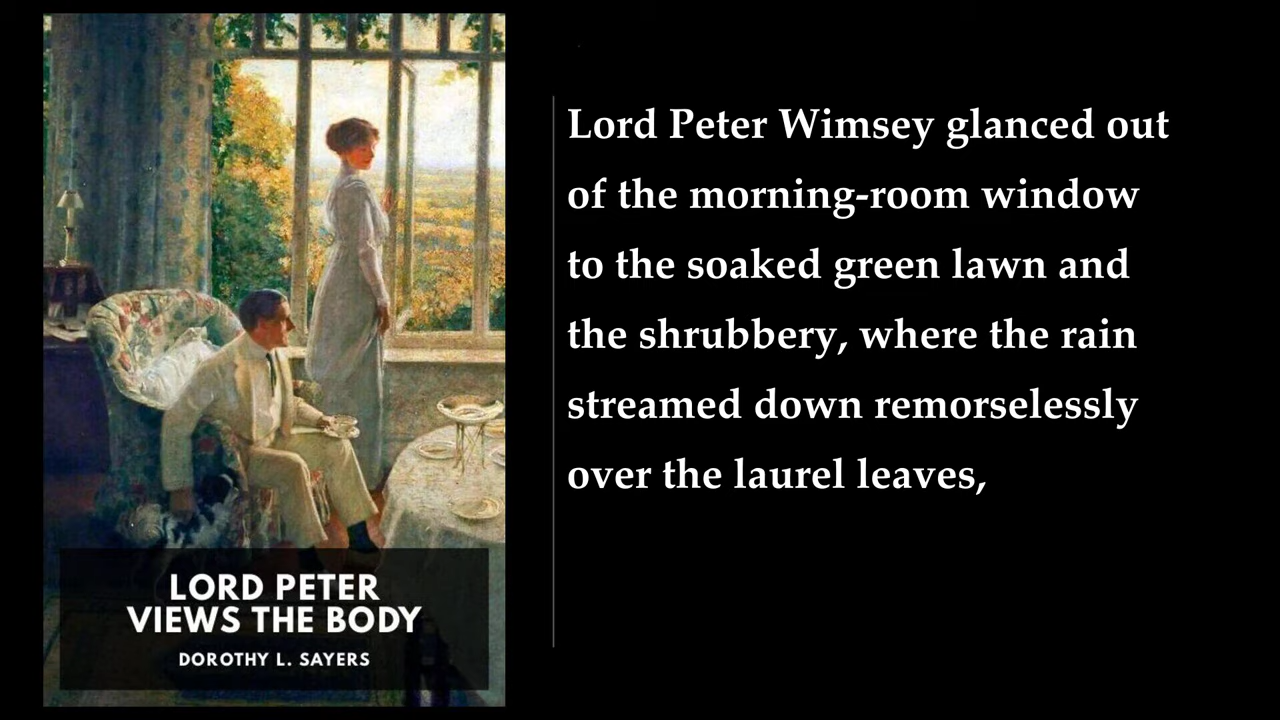 LORD PETER
VIEWS THE BODY
DOROTHY L. SAYERS
Lord Peter Wimsey glanced out
of the morning-room window
to the soaked green lawn and
the shrubbery, where the rain
streamed down remorselessly
over the laurel leaves,